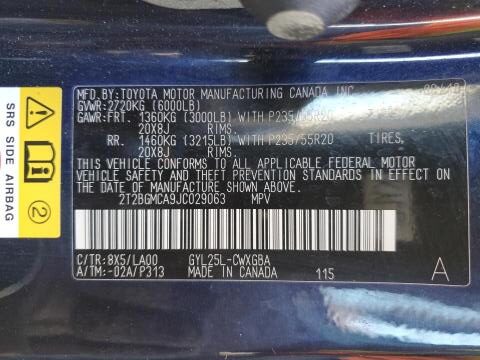 MFD.BY:TOYOTA MOTOR MANUFACTURING CANADA INC.
GVWR:2720KG (6000LB)
GAWR:FRT. 1360KG (3000LB) WITH P235/55R20
20X8J RIMS.
RR. 1460KG (3215LB) WITH P235/55R20 TIRES,
20X8J RIMS.
THIS VEHICLE CONFORMS TO ALL APPLICABLE FEDERAL MOTOR
VEHICLE SAFETY AND THEFT PREVENTION STANDARDS IN EFFECT
ON THE DATE OF MANUFACTURE SHOWN ABOVE.
2T2BGMCA9JC029063 MPV
C/TR: 8X5/LA00 GYL25L-CWXGBA
A/TM: -02A/P313 MADE IN CANADA 115 A
SRS SIDE AIRBAG
2